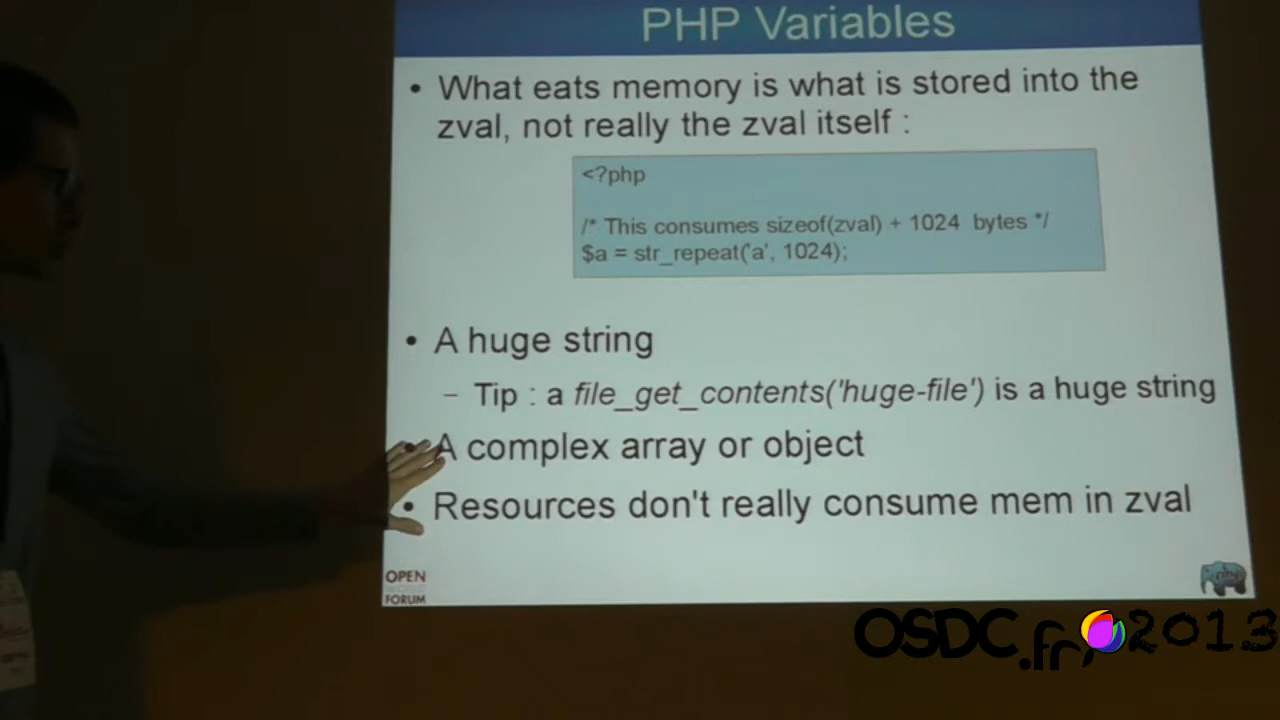 PHP Variables
• What eats memory is what is stored into the
zval, not really the zval itself :
<?php
/* This consumes sizeof(zval) + 1024 bytes */
$a = str_repeat('a', 1024);
• A huge string
– Tip : a file_get_contents('huge-file') is a huge string
• A complex array or object
• Resources don't really consume mem in zval
OPEN
FORUM
php
OSDC.fr 2013